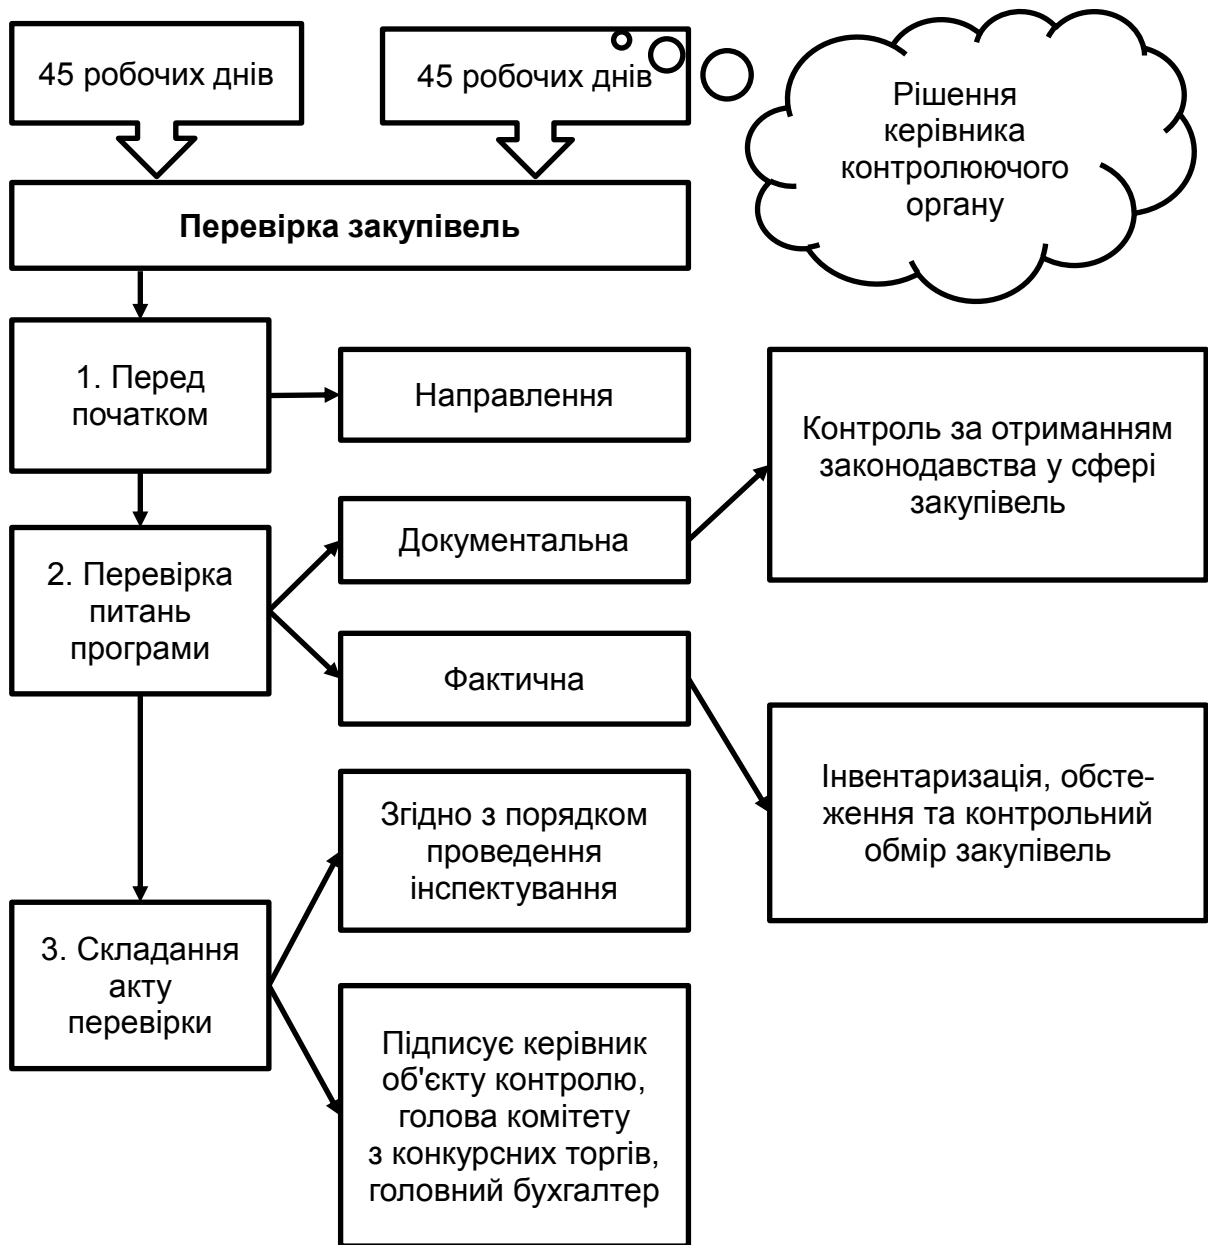 45 робочих днів
45 робочих днів
Рішення
керівника
контролюючого
органу
Перевірка закупівель
1. Перед
початком
Направлення
Контроль за отриманням
законодавства у сфері
закупівель
2. Перевірка
питань
програми
Документальна
Фактична
Інвентаризація, обсте-
ження та контрольний
обмір закупівель
3. Складання
акту
перевірки
Згідно з порядком
проведення
інспектування
Підписує керівник
об'єкту контролю,
голова комітету
з конкурсних торгів,
головний бухгалтер